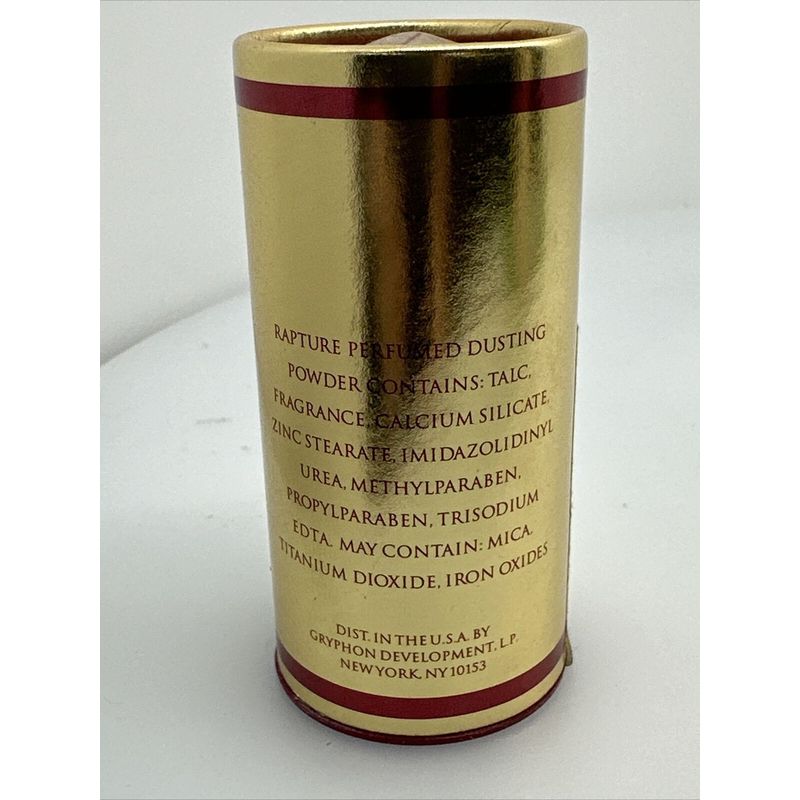 RAPTURE PERFUMED DUSTING
POWDER CONTAINS: TALC,
FRAGRANCE, CALCIUM SILICATE,
ZINC STEARATE, IMIDAZOLIDINYL
UREA, METHYLPARABEN,
PROPYLPARABEN, TRISODIUM
EDTA. MAY CONTAIN: MICA,
TITANIUM DIOXIDE, IRON OXIDES
DIST. IN THE U.S.A. BY
GRYPHON DEVELOPMENT, L.P.
NEW YORK, NY 10153